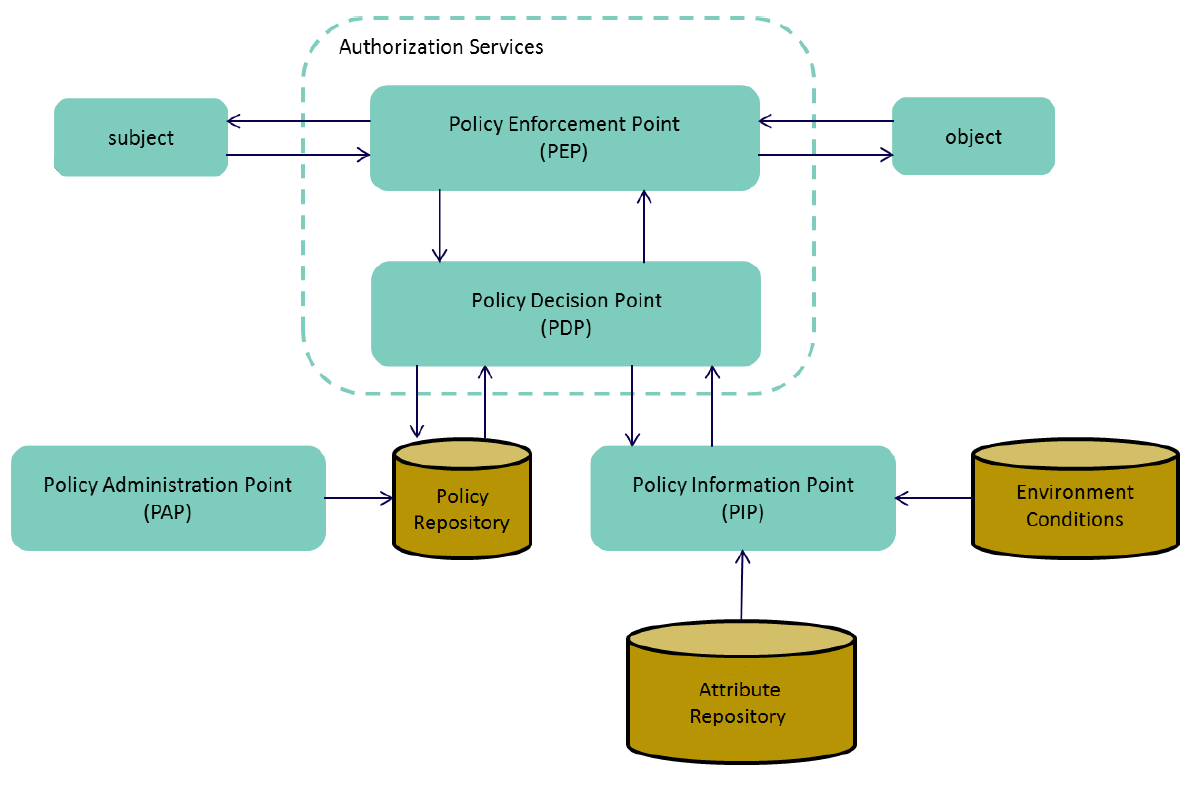 Authorization Services
subject
Policy Enforcement Point
(PEP)
object
Policy Decision Point
(PDP)
Policy Administration Point
(PAP)
Policy
Repository
Policy Information Point
(PIP)
Environment
Conditions
Attribute
Repository